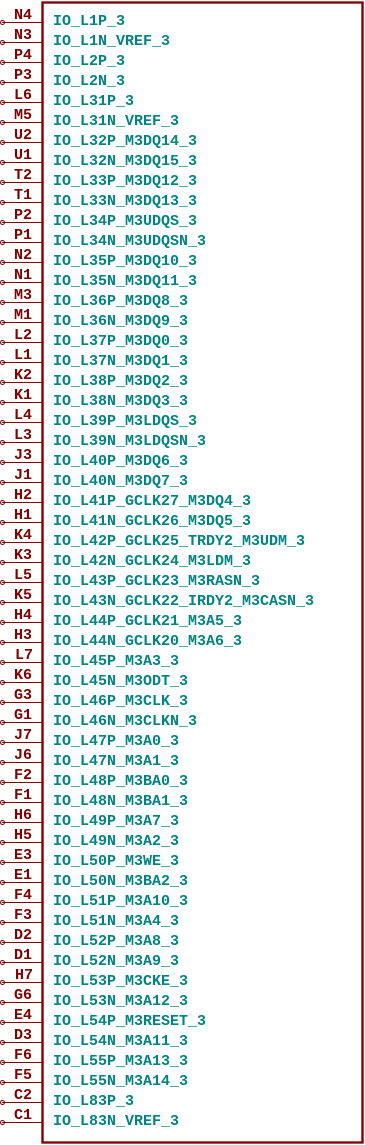 N4 IO_L1P_3
N3 IO_L1N_VREF_3
P4 IO_L2P_3
P3 IO_L2N_3
L6 IO_L31P_3
M5 IO_L31N_VREF_3
U2 IO_L32P_M3DQ14_3
U1 IO_L32N_M3DQ15_3
T2 IO_L33P_M3DQ12_3
T1 IO_L33N_M3DQ13_3
P2 IO_L34P_M3UDQS_3
P1 IO_L34N_M3UDQSN_3
N2 IO_L35P_M3DQ10_3
N1 IO_L35N_M3DQ11_3
M3 IO_L36P_M3DQ8_3
M1 IO_L36N_M3DQ9_3
L2 IO_L37P_M3DQ0_3
L1 IO_L37N_M3DQ1_3
K2 IO_L38P_M3DQ2_3
K1 IO_L38N_M3DQ3_3
L4 IO_L39P_M3LDQS_3
L3 IO_L39N_M3LDQSN_3
J3 IO_L40P_M3DQ6_3
J1 IO_L40N_M3DQ7_3
H2 IO_L41P_GCLK27_M3DQ4_3
H1 IO_L41N_GCLK26_M3DQ5_3
K4 IO_L42P_GCLK25_TRDY2_M3UDM_3
K3 IO_L42N_GCLK24_M3LDM_3
L5 IO_L43P_GCLK23_M3RASN_3
K5 IO_L43N_GCLK22_IRDY2_M3CASN_3
H4 IO_L44P_GCLK21_M3A5_3
H3 IO_L44N_GCLK20_M3A6_3
L7 IO_L45P_M3A3_3
K6 IO_L45N_M3ODT_3
G3 IO_L46P_M3CLK_3
G1 IO_L46N_M3CLKN_3
J7 IO_L47P_M3A0_3
J6 IO_L47N_M3A1_3
F2 IO_L48P_M3BA0_3
F1 IO_L48N_M3BA1_3
H6 IO_L49P_M3A7_3
H5 IO_L49N_M3A2_3
E3 IO_L50P_M3WE_3
E1 IO_L50N_M3BA2_3
F4 IO_L51P_M3A10_3
F3 IO_L51N_M3A4_3
D2 IO_L52P_M3A8_3
D1 IO_L52N_M3A9_3
H7 IO_L53P_M3CKE_3
G6 IO_L53N_M3A12_3
E4 IO_L54P_M3RESET_3
D3 IO_L54N_M3A11_3
F6 IO_L55P_M3A13_3
F5 IO_L55N_M3A14_3
C2 IO_L83P_3
C1 IO_L83N_VREF_3